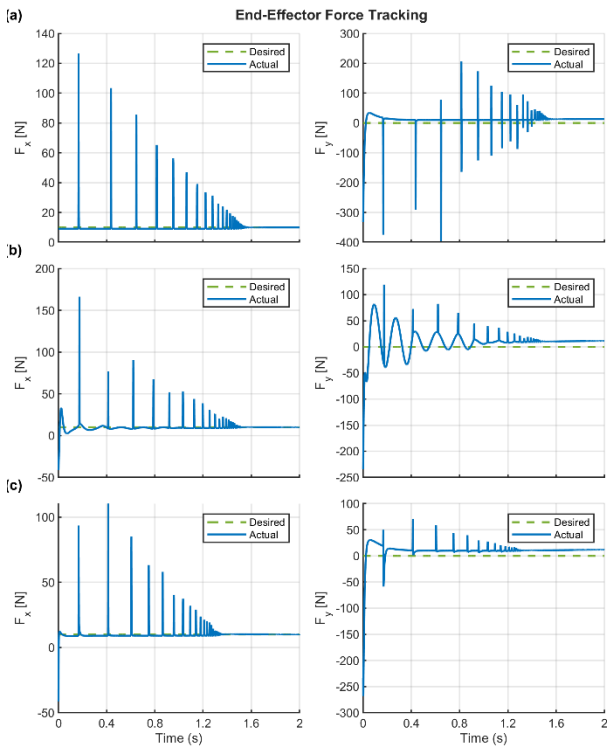 (a)
End-Effector Force Tracking
140
120
100
80
60
40
20
0
F_x [N]
Desired
Actual
300
200
100
0
-100
-200
-300
-400
F_y [N]
Desired
Actual
(b)
200
150
100
50
0
-50
F_x [N]
Desired
Actual
150
100
50
0
-50
-100
-150
-200
-250
F_y [N]
Desired
Actual
(c)
100
50
0
-50
F_x [N]
Desired
Actual
0 0.4 0.8 1.2 1.6 2
Time (s)
100
50
0
-50
-100
-150
-200
-250
-300
F_y [N]
Desired
Actual
0 0.4 0.8 1.2 1.6 2
Time (s)